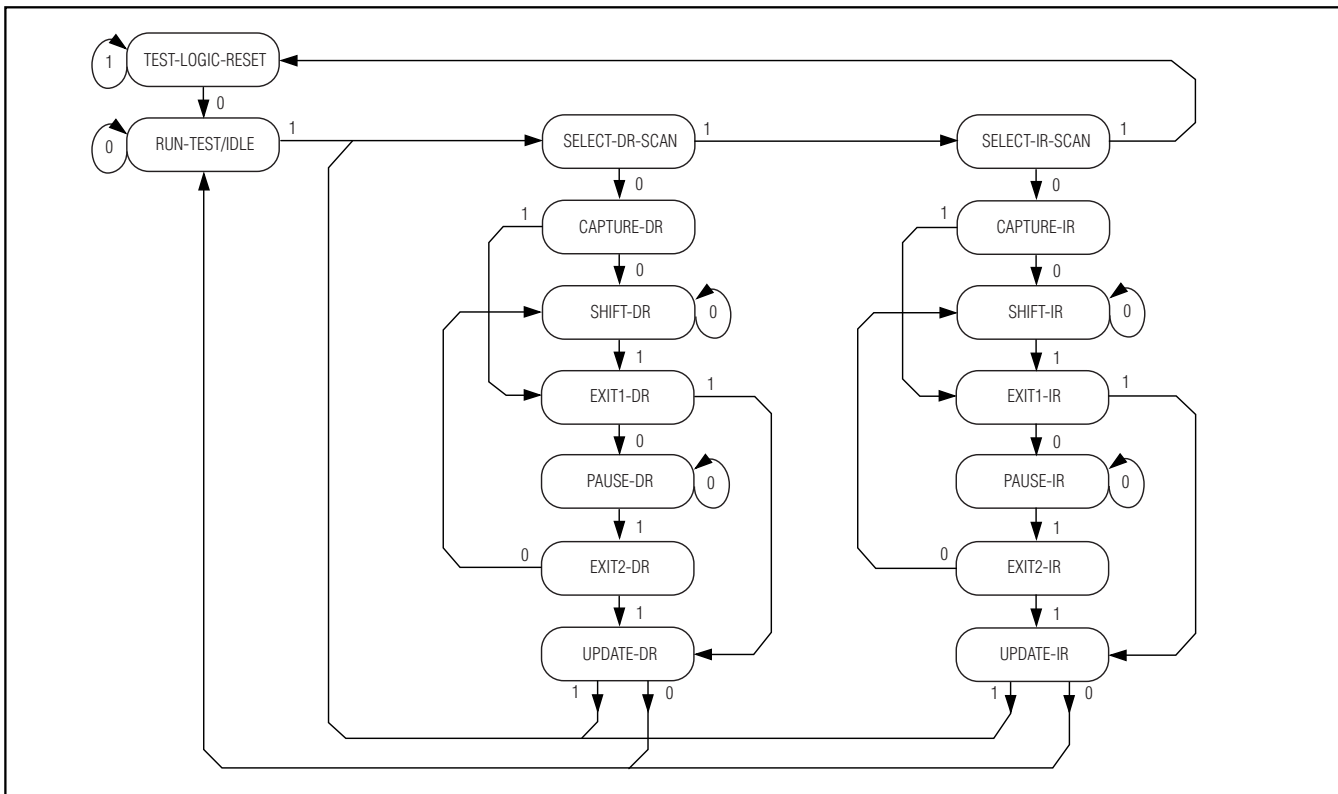 TEST-LOGIC-RESET
1
0
RUN-TEST/IDLE
0
1
SELECT-DR-SCAN
1
0
CAPTURE-DR
1
0
SHIFT-DR
0
1
EXIT1-DR
1
0
PAUSE-DR
0
1
EXIT2-DR
0
1
UPDATE-DR
1
0
SELECT-IR-SCAN
1
0
CAPTURE-IR
1
0
SHIFT-IR
0
1
EXIT1-IR
1
0
PAUSE-IR
0
1
EXIT2-IR
0
1
UPDATE-IR
1
0